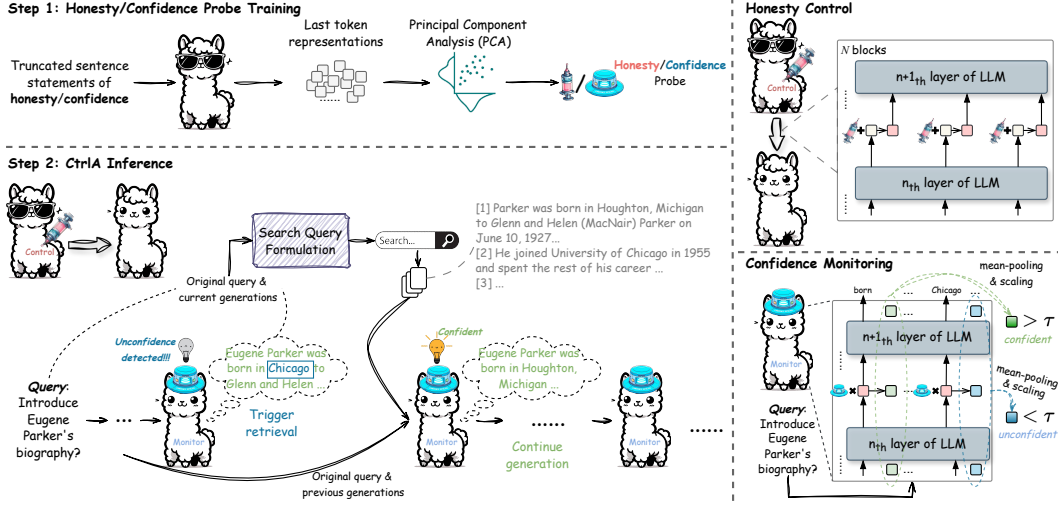 Step 1: Honesty/Confidence Probe Training
Truncated sentence
statements of
honesty/confidence
Last token
representations
......
Principal Component
Analysis (PCA)
Honesty/Confidence
Probe
Step 2: CtrlA Inference
Control
Search Query
Formulation
Search...
Original query &
current generations
[1] Parker was born in Houghton, Michigan
to Glenn and Helen (MacNair) Parker on
June 10, 1927...
[2] He joined University of Chicago in 1955
and spent the rest of his career ...
[3] ...
Unconfidence
detected!!!
Eugene Parker was
born in Chicago to
Glenn and Helen ...
Confident
Eugene Parker was
born in Houghton,
Michigan ...
Query:
Introduce
Eugene
Parker's
biography?
...
Monitor
Trigger
retrieval
Monitor
......
Continue
generation
Monitor
......
Original query &
previous generations
Honesty Control
Control
N blocks
n+1th layer of LLM
+
+
+
nth layer of LLM
Confidence Monitoring
mean-pooling
& scaling
born
...
Chicago
...
Monitor
n+1th layer of LLM
> τ
confident
mean-pooling
& scaling
< τ
unconfident
×
...
×
nth layer of LLM
Query:
Introduce
Eugene
Parker's
biography?